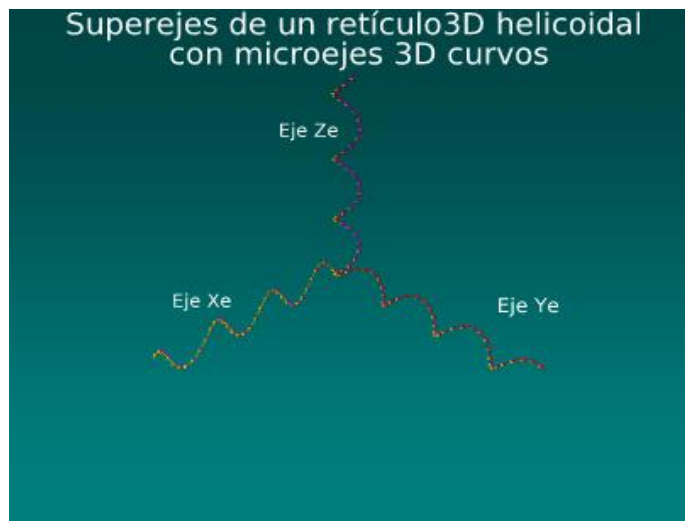 Superejes de un retículo3D helicoidal
con microejes 3D curvos
Eje Ze
Eje Xe
Eje Ye